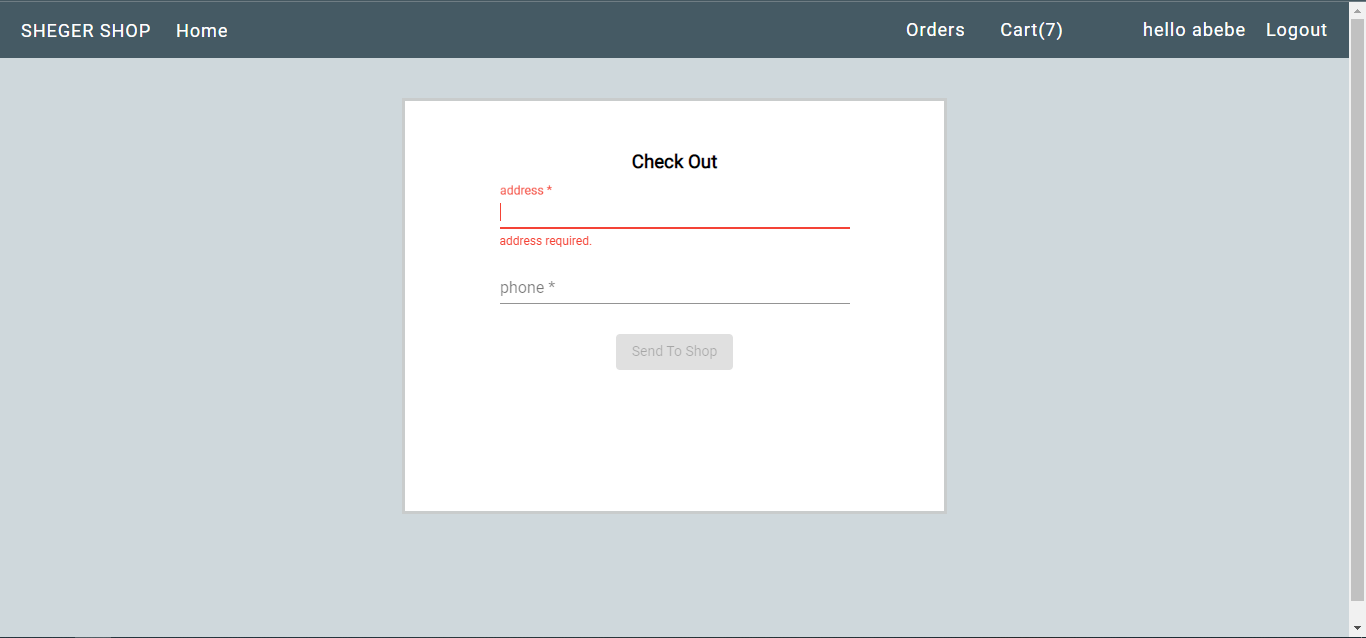 SHEGER SHOP Home Orders Cart(7) hello abebe Logout
Check Out
address *
address required.
phone *
Send To Shop